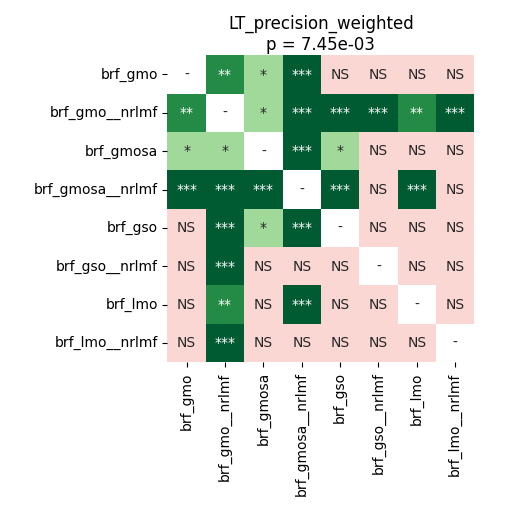 LT_precision_weighted
p = 7.45e-03
brf_gmo - ** * *** NS NS NS NS
brf_gmo__nrlmf ** - * *** *** *** ** ***
brf_gmosa * * - *** * NS NS NS
brf_gmosa__nrlmf *** *** *** - *** NS *** NS
brf_gso NS *** * *** - NS NS NS
brf_gso__nrlmf NS *** NS NS NS - NS NS
brf_lmo NS ** NS *** NS NS - NS
brf_lmo__nrlmf NS *** NS NS NS NS NS -
brf_gmo
brf_gmo__nrlmf
brf_gmosa
brf_gmosa__nrlmf
brf_gso
brf_gso__nrlmf
brf_lmo
brf_lmo__nrlmf